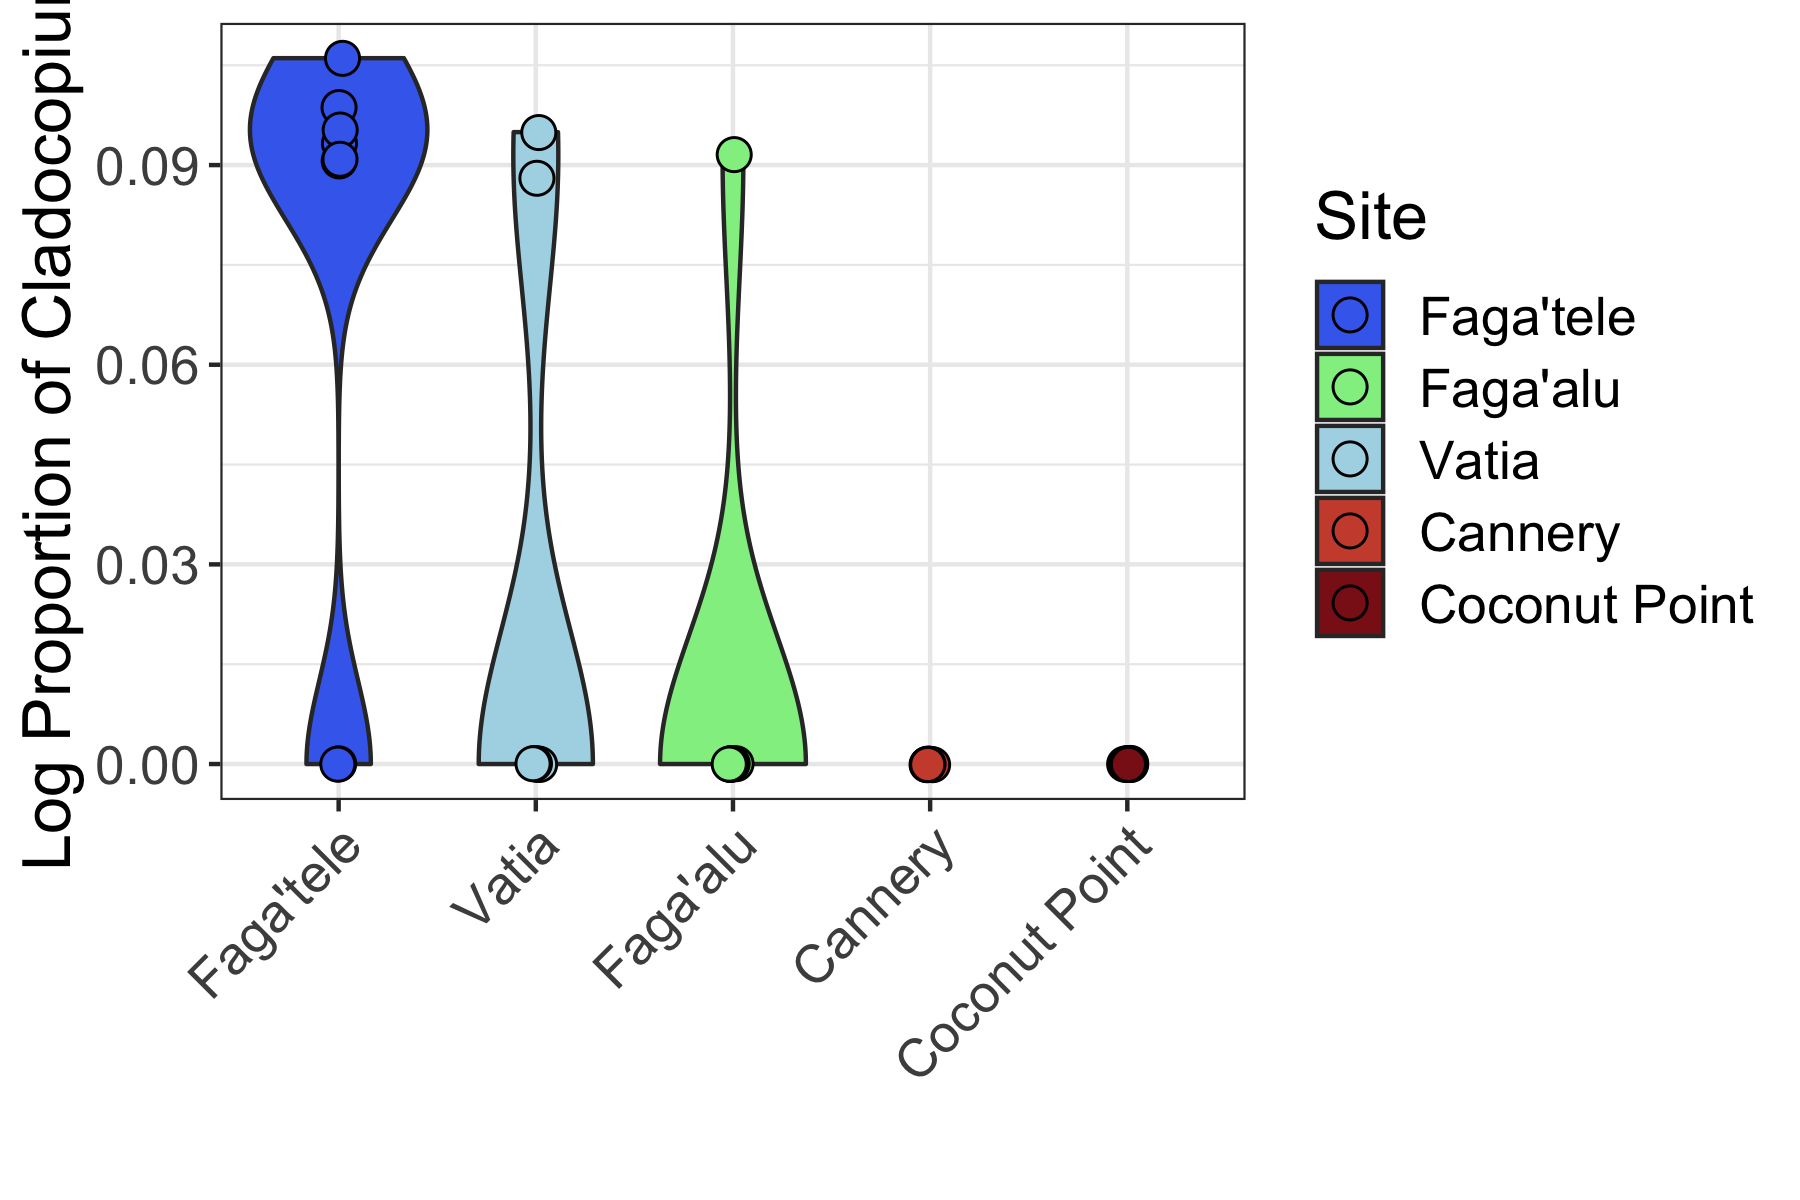 Log Proportion of
0.09
0.06
0.03
0.00
Faga'tele
Vatia
Faga'alu
Cannery
Coconut Point
Site
Faga'tele
Faga'alu
Vatia
Cannery
Coconut Point